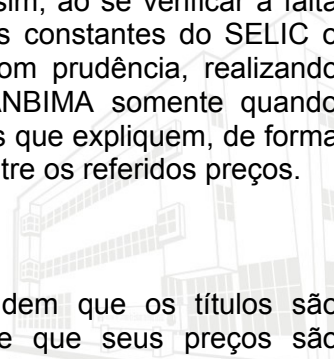 sim, ao se verificar a falta
s constantes do SELIC o
om prudência, realizando
ANBIMA somente quando
s que expliquem, de forma
tre os referidos preços.
dem que os títulos são
e que seus preços são